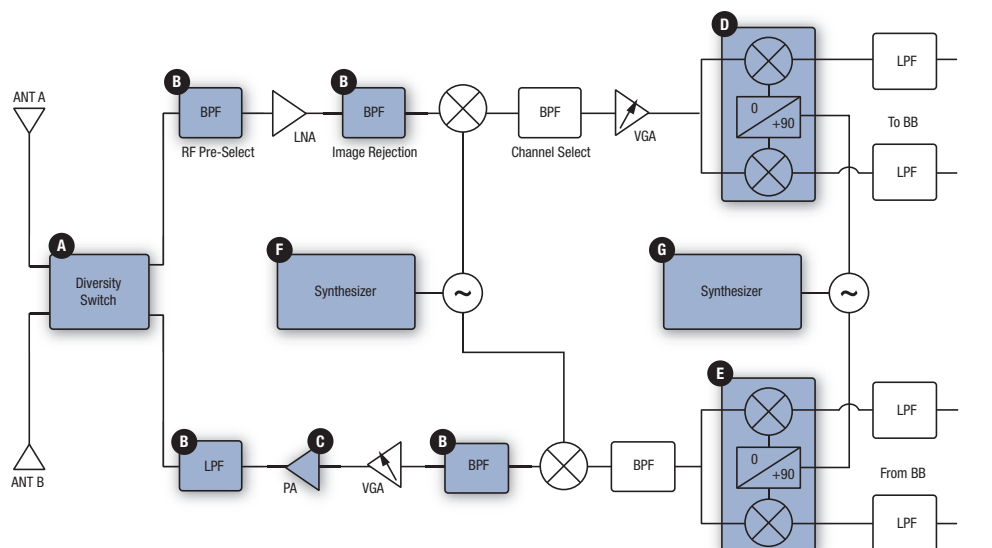 D
B
B
BPF
LPF
ANT A
BPF
BPF
BPF
0
+90
LNA
VGA
To BB
RF Pre-Select
Image Rejection
Channel Select
LPF
A
F
G
Diversity
Switch
Synthesizer
~
Synthesizer
~
E
LPF
B
C
B
0
+90
LPF
BPF
BPF
From BB
ANT B
PA
VGA
LPF